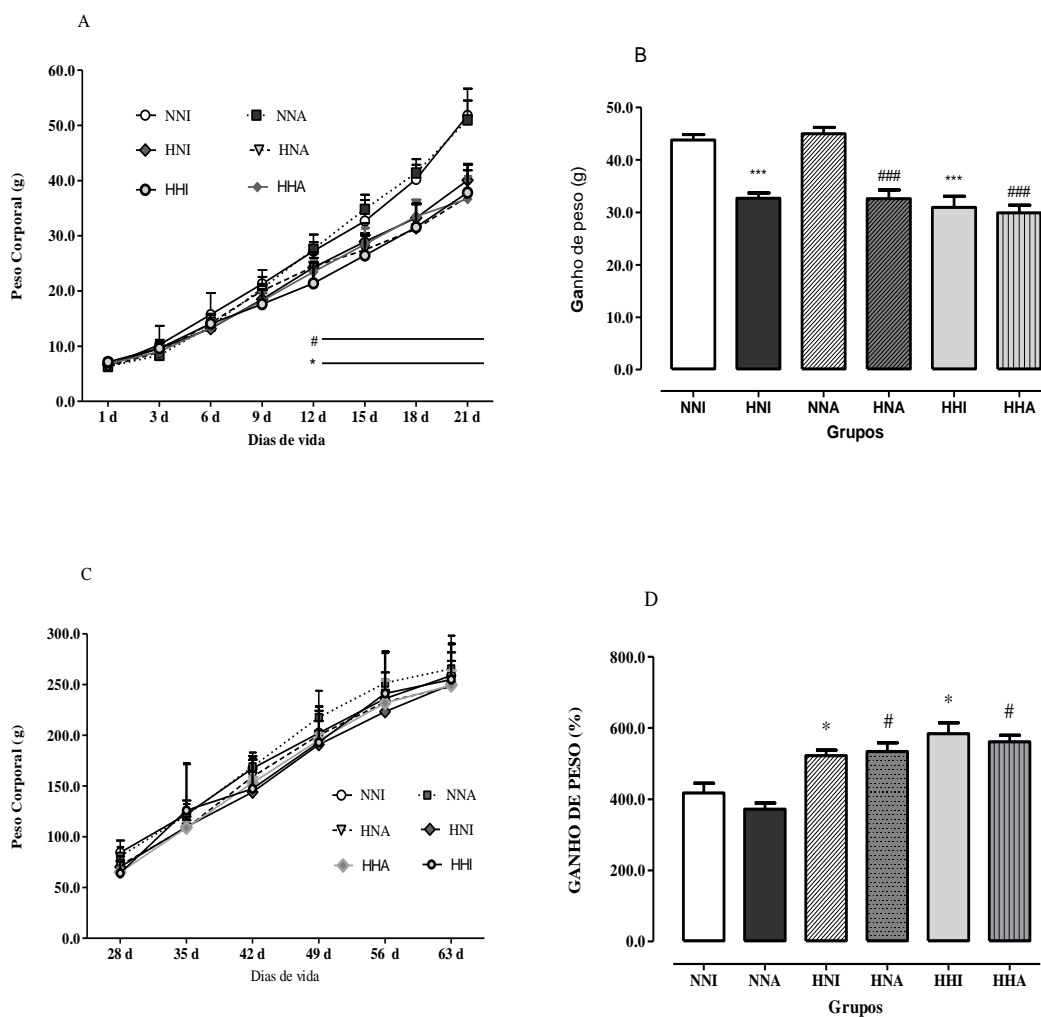 A
Peso Corporal (g)
60.0
50.0
40.0
30.0
20.0
10.0
0.0
NNI
NNA
HNI
HNA
HHI
HHA
#
*
1 d 3 d 6 d 9 d 12 d 15 d 18 d 21 d
Dias de vida
B
Ganho de peso (g)
50.0
40.0
30.0
20.0
10.0
0.0
***
###
***
###
NNI HNI NNA HNA HHI HHA
Grupos
C
Peso Corporal (g)
300.0
250.0
200.0
150.0
100.0
50.0
0.0
NNI
NNA
HNA
HNI
HHA
HHI
28 d 35 d 42 d 49 d 56 d 63 d
Dias de vida
D
GANHO DE PESO (%)
800.0
600.0
400.0
200.0
0.0
*
#
*
#
NNI NNA HNI HNA HHI HHA
Grupos